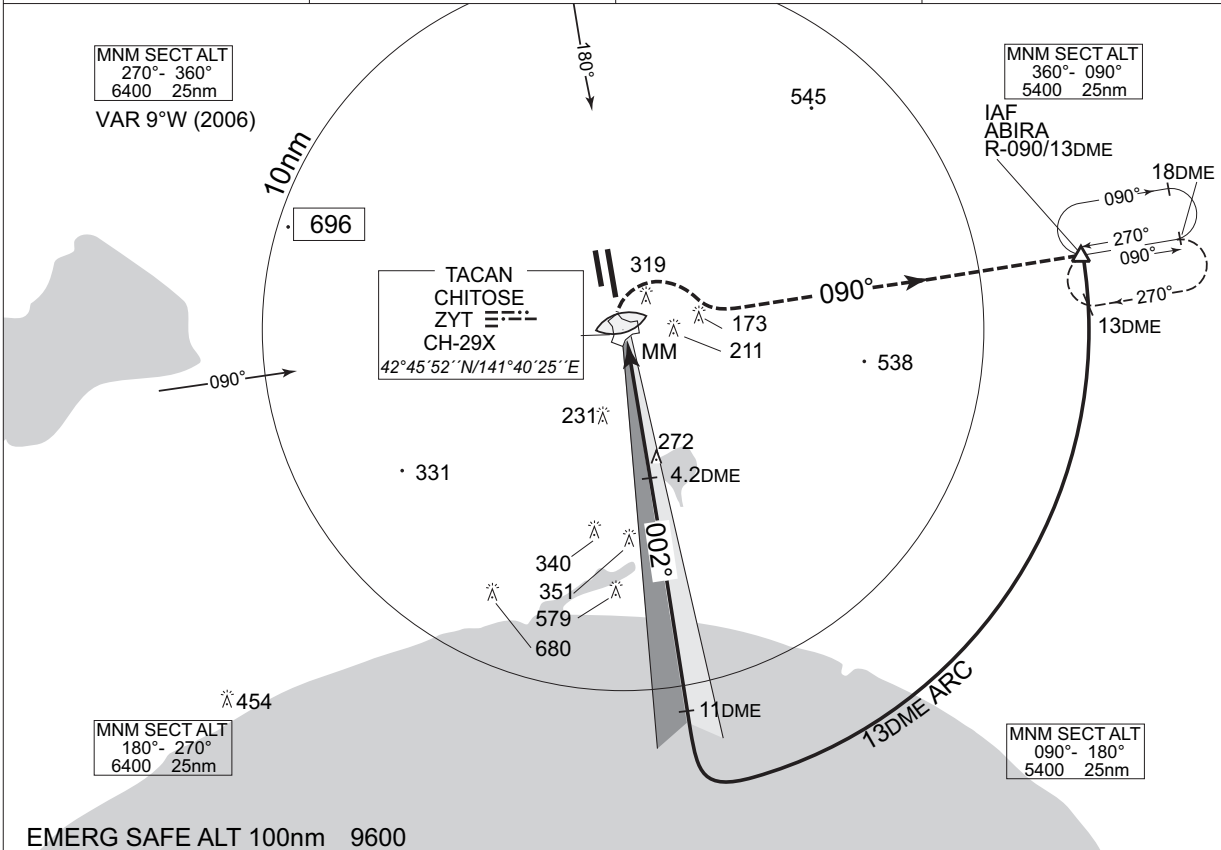 MNM SECT ALT
270°- 360°
6400 25nm
VAR 9°W (2006)
180°
545
MNM SECT ALT
360°- 090°
5400 25nm
IAF
ABIRA
R-090/13DME
18DME
090°
270°
090°
270°
13DME
10nm
696
TACAN
CHITOSE
ZYT
CH-29X
42°45´52´´N/141°40´25´´E
319
173
211
MM
090°
538
090°
231
272
4.2DME
331
002°
340
351
579
680
454
11DME
13DME ARC
MNM SECT ALT
180°- 270°
6400 25nm
MNM SECT ALT
090°- 180°
5400 25nm
EMERG SAFE ALT 100nm 9600